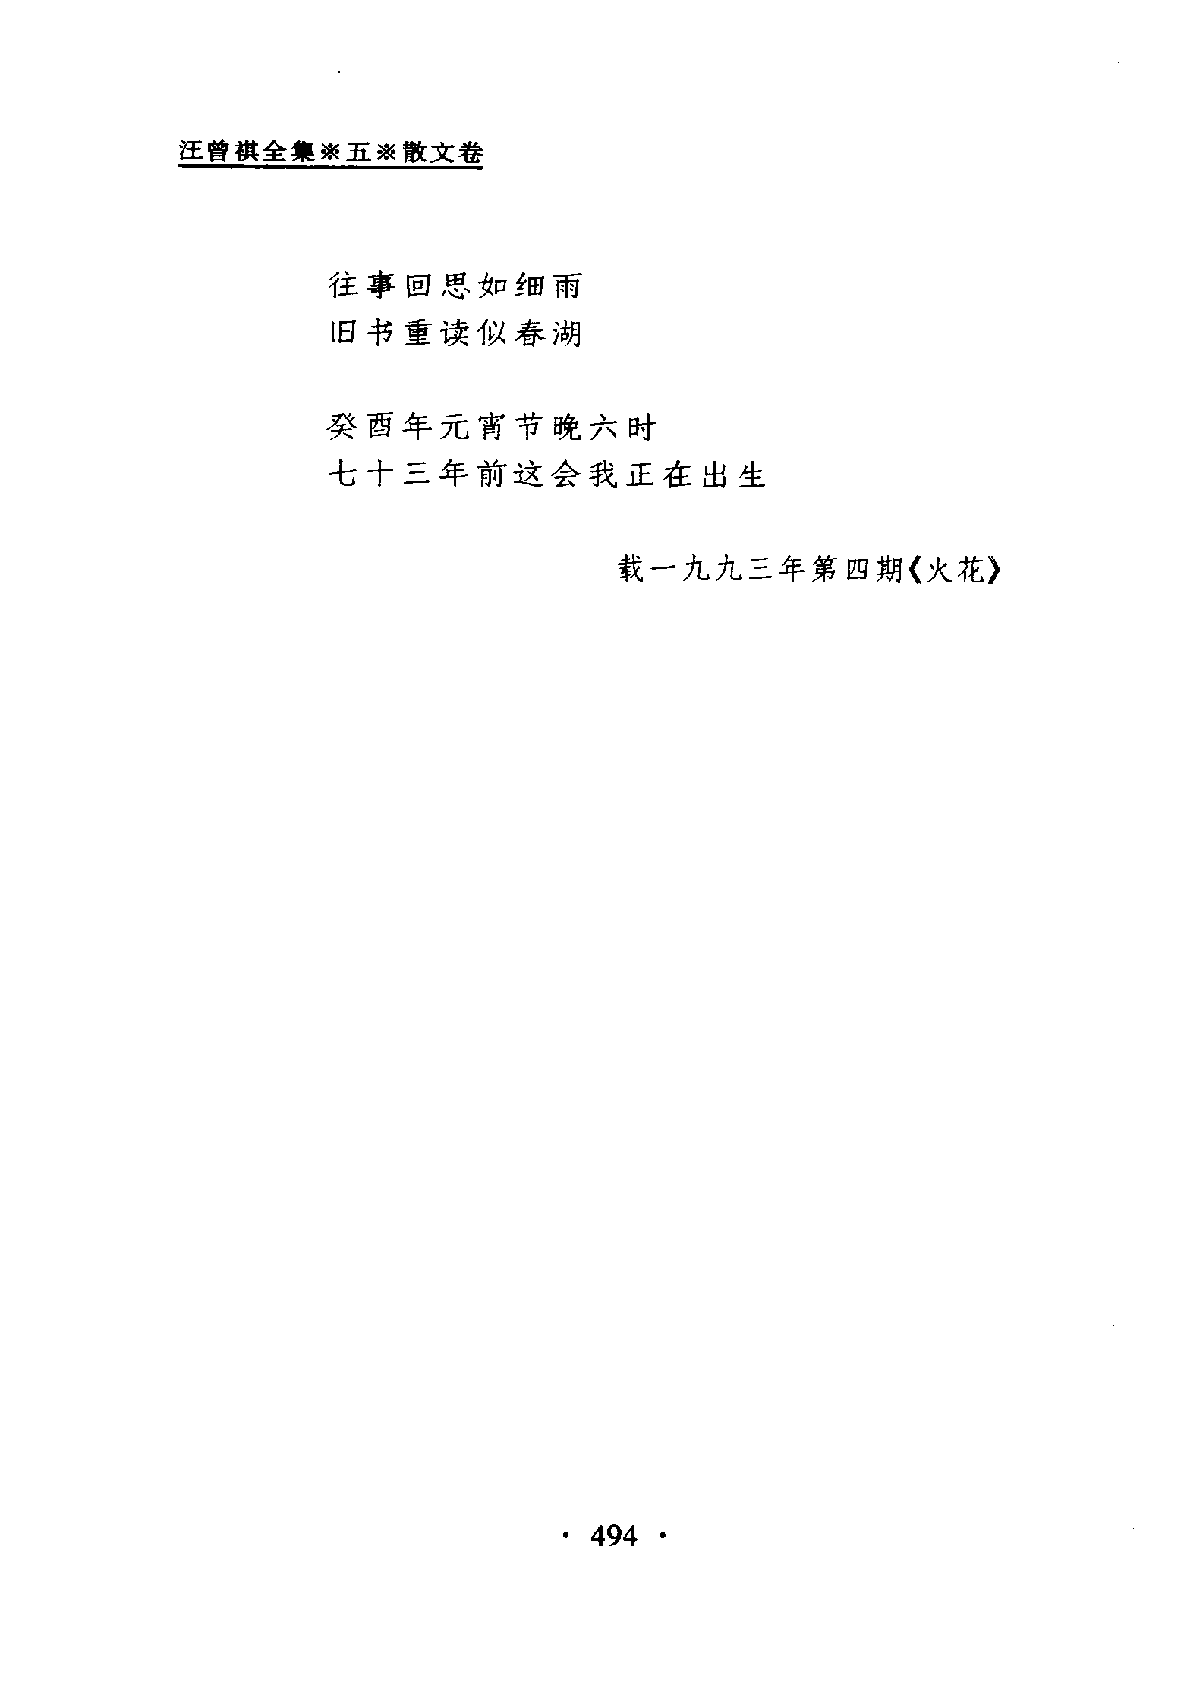 汪曾祺全集※五※散文卷
往事回思如细雨
旧书重读似春湖
癸酉年元宵节晚六时
七十三年前这会我正在出生
载一九九三年第四期《火花》
· 494 ·